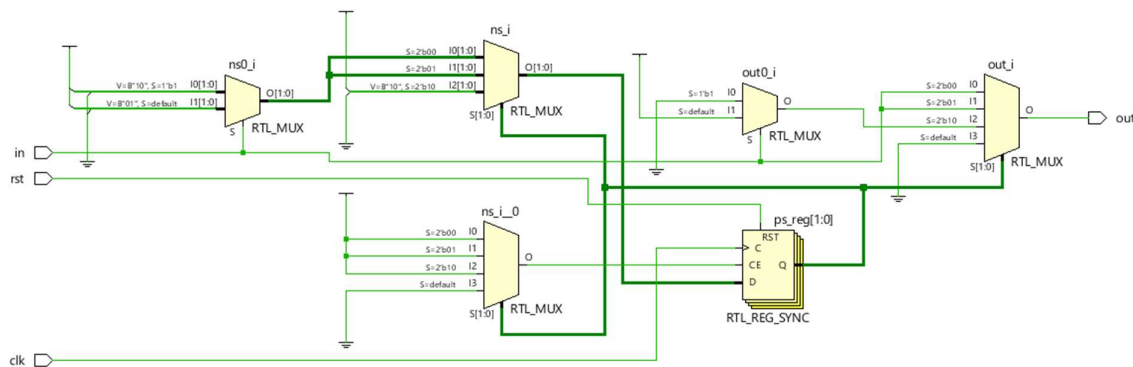 ns0_i
V=B"10", S=1'b1 I0[1:0]
V=B"01", S=default I1[1:0]
O[1:0]
S
RTL_MUX
ns_i
S=2'b00 I0[1:0]
S=2'b01 I1[1:0]
V=B"10", S=2'b10 I2[1:0]
O[1:0]
S[1:0]
RTL_MUX
out0_i
S=1'b1 I0
S=default I1
O
S
RTL_MUX
out_i
S=2'b00 I0
S=2'b01 I1
S=2'b10 I2
S=default I3
O
S[1:0]
RTL_MUX
out
in
rst
ns_i__0
S=2'b00 I0
S=2'b01 I1
S=2'b10 I2
S=default I3
O
S[1:0]
RTL_MUX
ps_reg[1:0]
RST
C
CE Q
D
RTL_REG_SYNC
clk